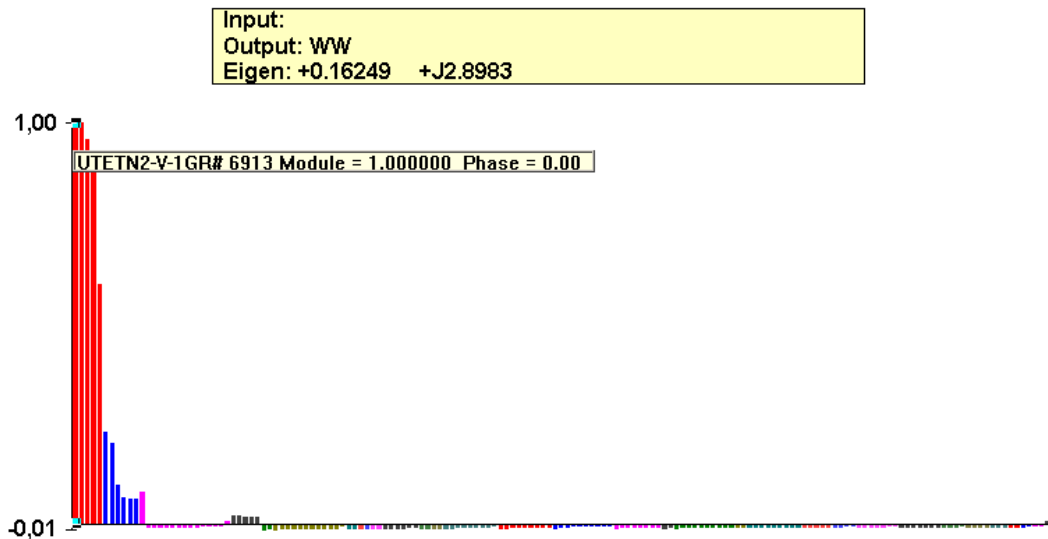 Input:
Output: WW
Eigen: +0.16249 +J2.8983
1,00
UTETN2-V-1GR# 6913 Module = 1.000000 Phase = 0.00
-0,01